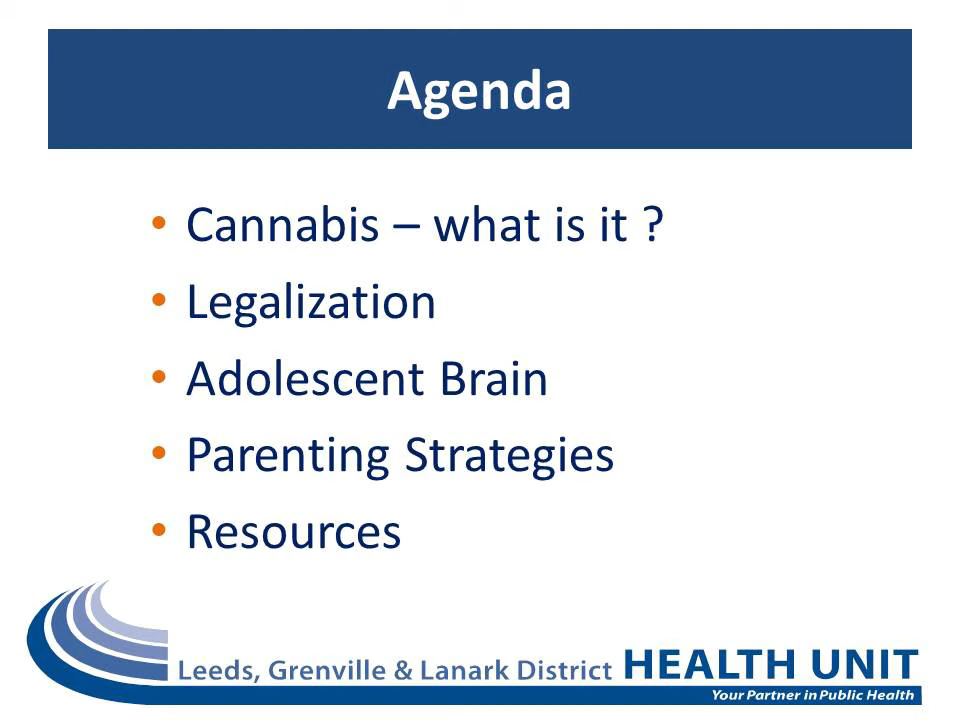 Agenda
• Cannabis – what is it ?
• Legalization
• Adolescent Brain
• Parenting Strategies
• Resources
Leeds, Grenville & Lanark District HEALTH UNIT
Your Partner in Public Health